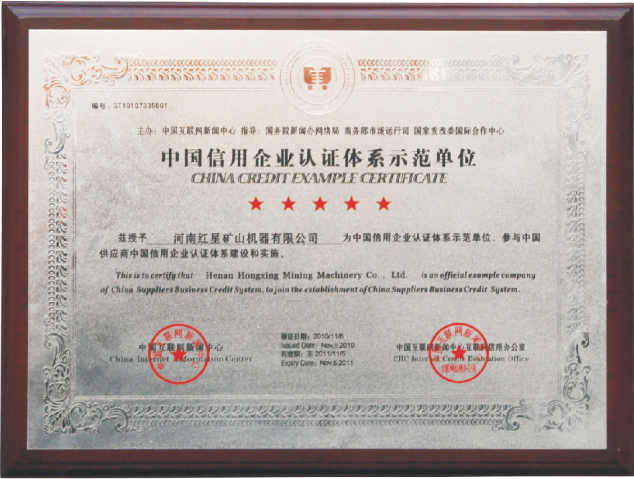 编号: ST10107335601
主办: 中国互联网新闻中心 指导: 国务院新闻办网络局 商务部市场运行司 国家发改委国际合作中心
中国信用企业认证体系示范单位
CHINA CREDIT EXAMPLE CERTIFICATE
兹授予 河南红星矿山机器有限公司 为中国信用企业认证体系示范单位、参与中国
供应商中国信用企业认证体系建设和实施。
This is to certify that Henan Hongxing Mining Machinery Co., Ltd. is an official example company
of China Suppliers Business Credit System, to join the establishment of China Suppliers Business Credit System.
中国互联网新闻中心
China Internet Information Center
颁证日期: 2010/11/6
Issued Date: Nov,6,2010
有效期: 至 2011/11/5
Expiry Date: Nov,5,2011
中国互联网新闻中心互联网信用办公室
CIIC Internet Credit Evaluation Office